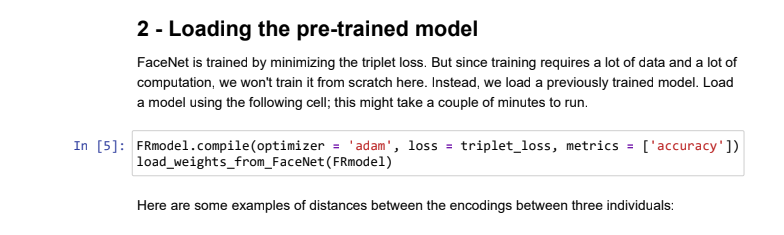 2 - Loading the pre-trained model
FaceNet is trained by minimizing the triplet loss. But since training requires a lot of data and a lot of
computation, we won't train it from scratch here. Instead, we load a previously trained model. Load
a model using the following cell; this might take a couple of minutes to run.
In [5]: FRmodel.compile(optimizer = 'adam', loss = triplet_loss, metrics = ['accuracy'])
load_weights_from_FaceNet(FRmodel)
Here are some examples of distances between the encodings between three individuals: